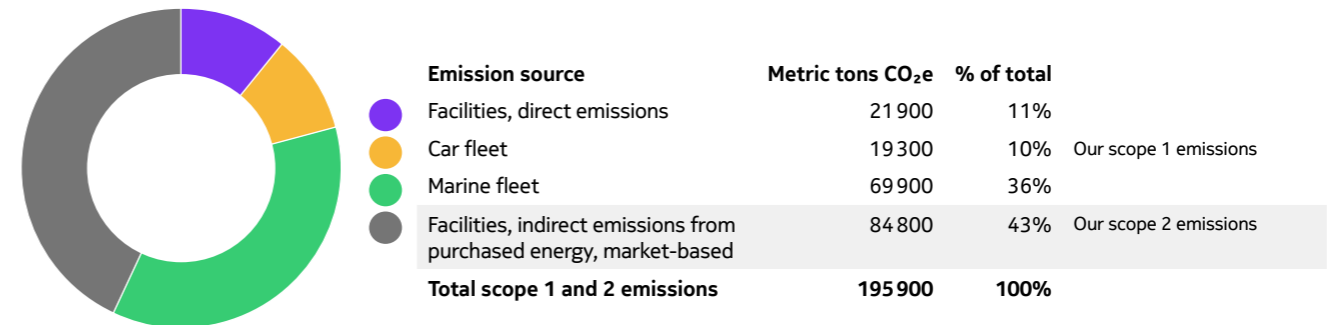 Emission source Metric tons CO₂e % of total
Facilities, direct emissions 21 900 11%
Car fleet 19 300 10% Our scope 1 emissions
Marine fleet 69 900 36%
Facilities, indirect emissions from 84 800 43% Our scope 2 emissions
purchased energy, market-based
Total scope 1 and 2 emissions 195 900 100%